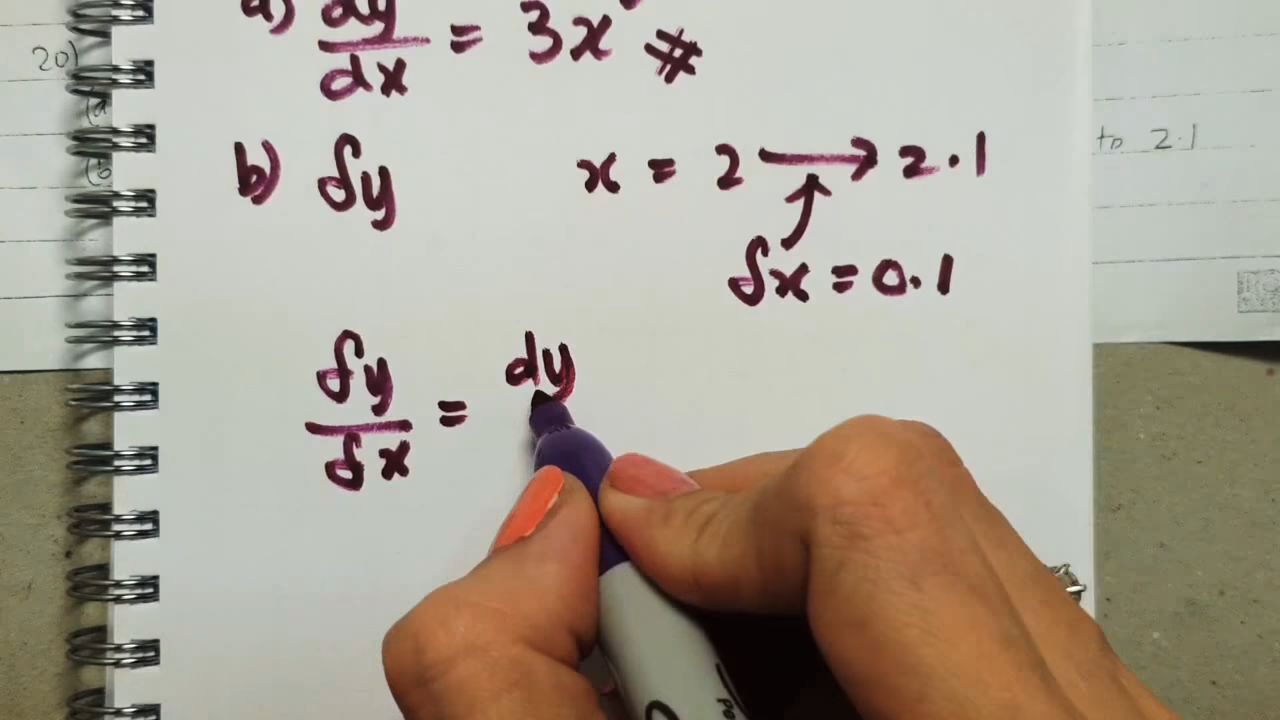 a) dy/dx = 3x #
20)
(a
(b
b) δy x = 2 → 2.1
to 2.1
δx = 0.1
δy/δx = dy